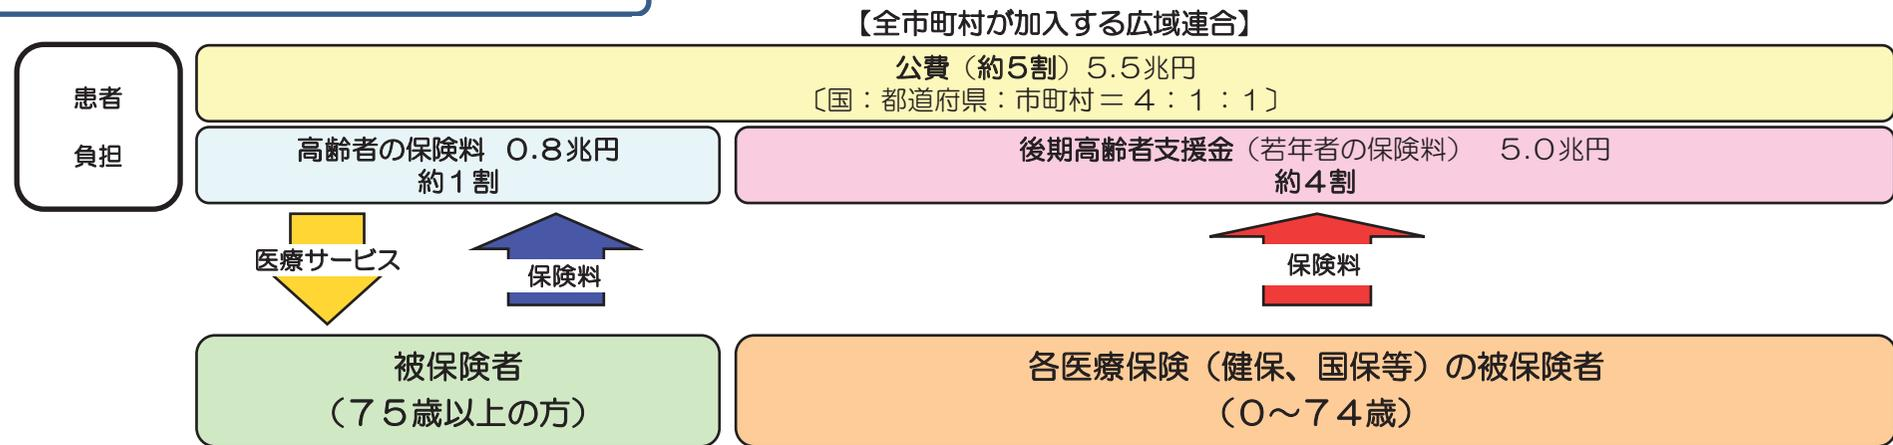 【全市町村が加入する広域連合】
患者
負担
公費（約５割）５.５兆円
〔国：都道府県：市町村＝４：１：１〕
高齢者の保険料　０.８兆円
約１割
後期高齢者支援金（若年者の保険料）　５.０兆円
約４割
医療サービス
保険料
保険料
被保険者
（７５歳以上の方）
各医療保険（健保、国保等）の被保険者
（０～７４歳）